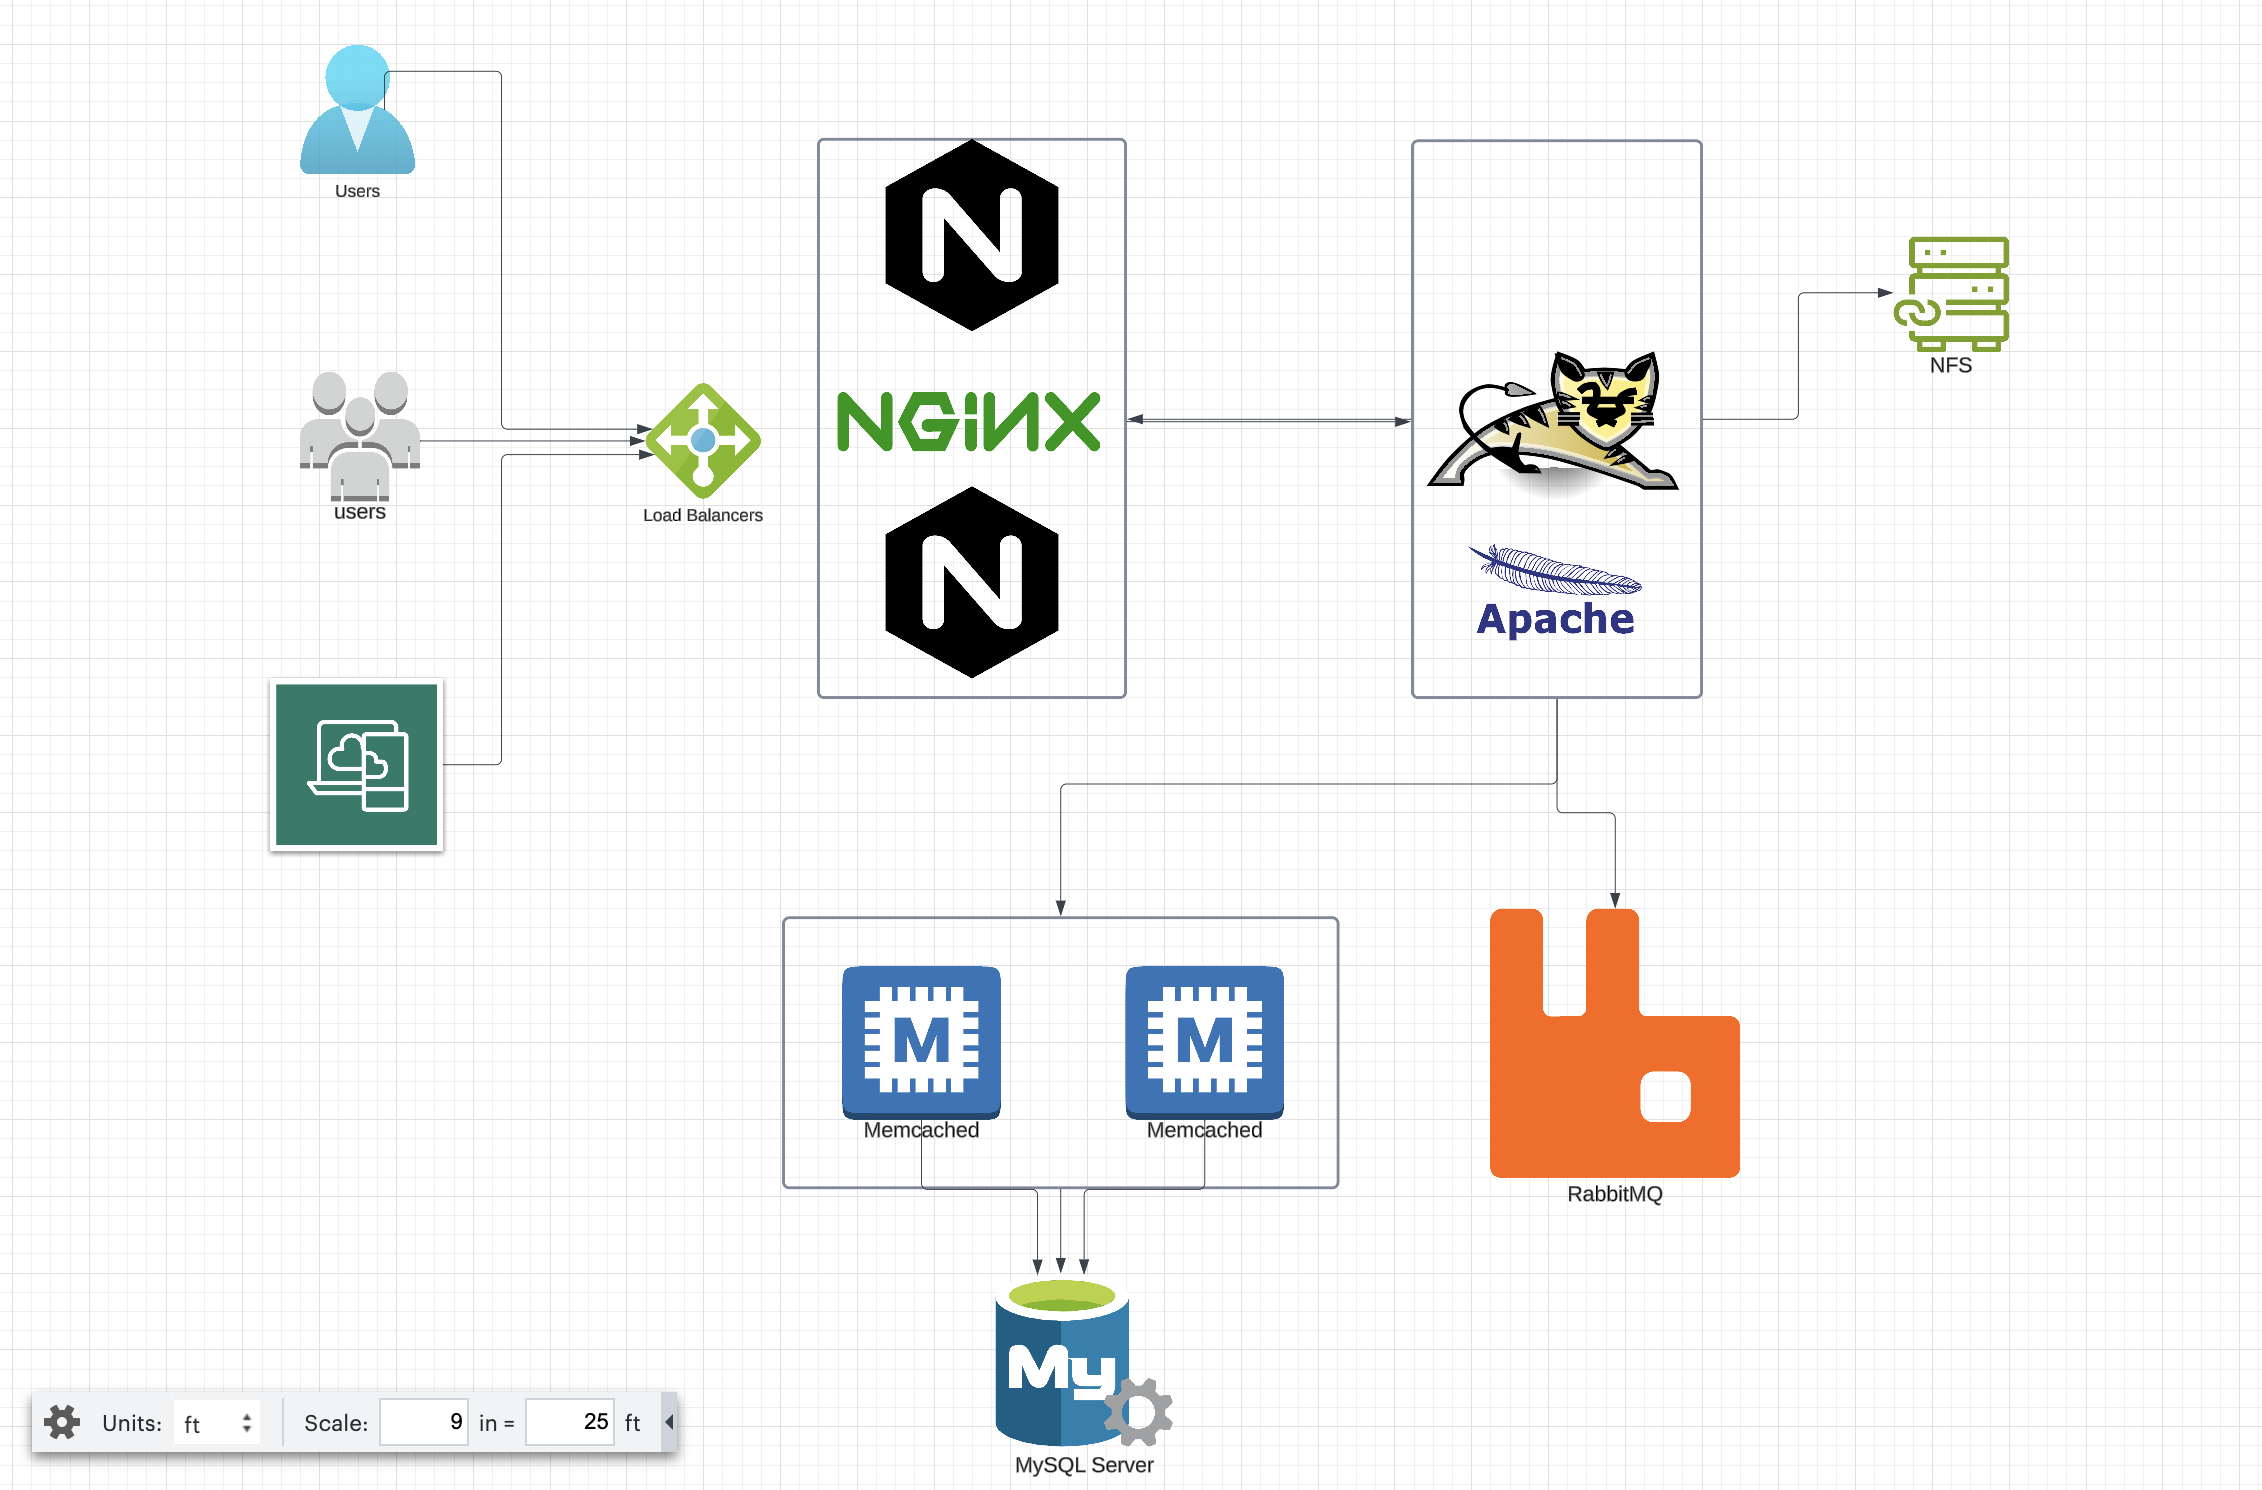 Users
users
Load Balancers
N
NGiNX
N
Apache
NFS
M
Memcached
M
Memcached
RabbitMQ
My
MySQL Server
Units: ft Scale: 9 in = 25 ft